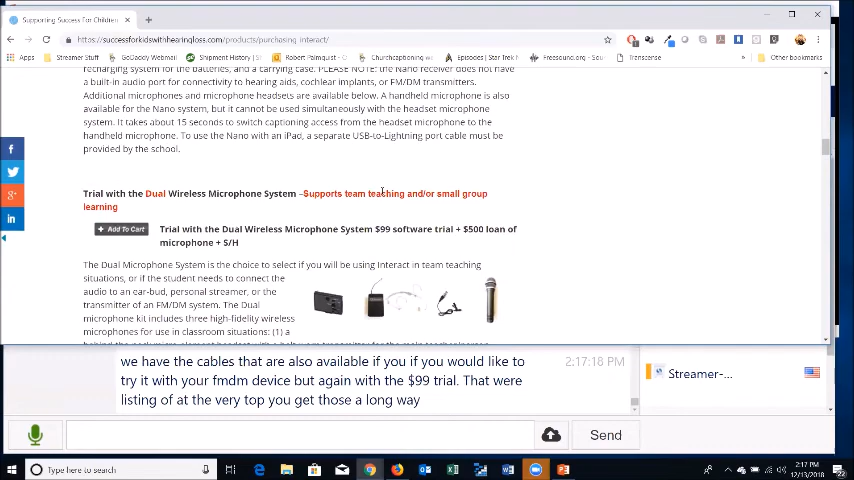 Supporting Success For Children
https://successforkidswithhearingloss.com/products/purchasing_interact/
Apps
Streamer Stuff
GoDaddy Webmail
Shipment History | S
Robert Palmquist - G
Churchcaptioning we
Episodes | Star Trek
Freesound.org - Free
Transcense
Other bookmarks
recharging system for the batteries, and a carrying case. PLEASE NOTE: the Nano receiver does not
have a built-in audio port for connectivity to hearing aids, cochlear implants, or FM/DM transmitters.
Additional microphones and microphone headsets are available below. A handheld microphone is also
available for the Nano system, but it cannot be used simultaneously with the headset microphone
system. It takes about 15 seconds to switch captioning access from the headset microphone to the
handheld microphone. To use the Nano with an iPad, a separate USB-to-Lightning port cable must be
provided by the school.
Trial with the Dual Wireless Microphone System –Supports team teaching and/or small group
learning
+ Add To Cart
Trial with the Dual Wireless Microphone System $99 software trial + $500 loan of
microphone + S/H
The Dual Microphone System is the choice to select if you will be using Interact in team teaching
situations, or if the student needs to connect the
audio to an ear-bud, personal streamer, or the
transmitter of an FM/DM system. The Dual
microphone kit includes three high-fidelity wireless
microphones for use in classroom situations: (1) a
we have the cables that are also available if you if you would like to
try it with your fmdm device but again with the $99 trial. That were
listing of at the very top you get those a long way
2:17:18 PM
Streamer-...
Send
Type here to search
2:17 PM
12/13/2018
22